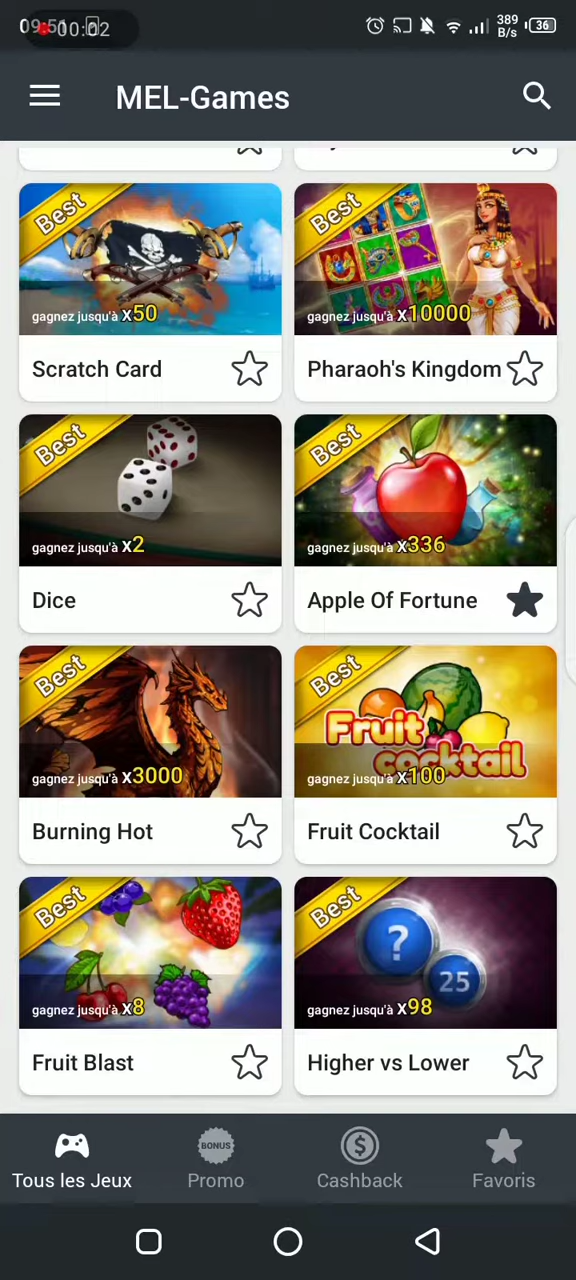 00:02
389
B/s
36
MEL-Games
Best
gagnez jusqu'à x50
Scratch Card
Best
gagnez jusqu'à x10000
Pharaoh's Kingdom
Best
gagnez jusqu'à x2
Dice
Best
gagnez jusqu'à x336
Apple Of Fortune
Best
gagnez jusqu'à x3000
Burning Hot
Best
Fruit
cocktail
gagnez jusqu'à x100
Fruit Cocktail
Best
gagnez jusqu'à x8
Fruit Blast
Best
?
25
gagnez jusqu'à x98
Higher vs Lower
Tous les Jeux
BONUS
Promo
$
Cashback
Favoris